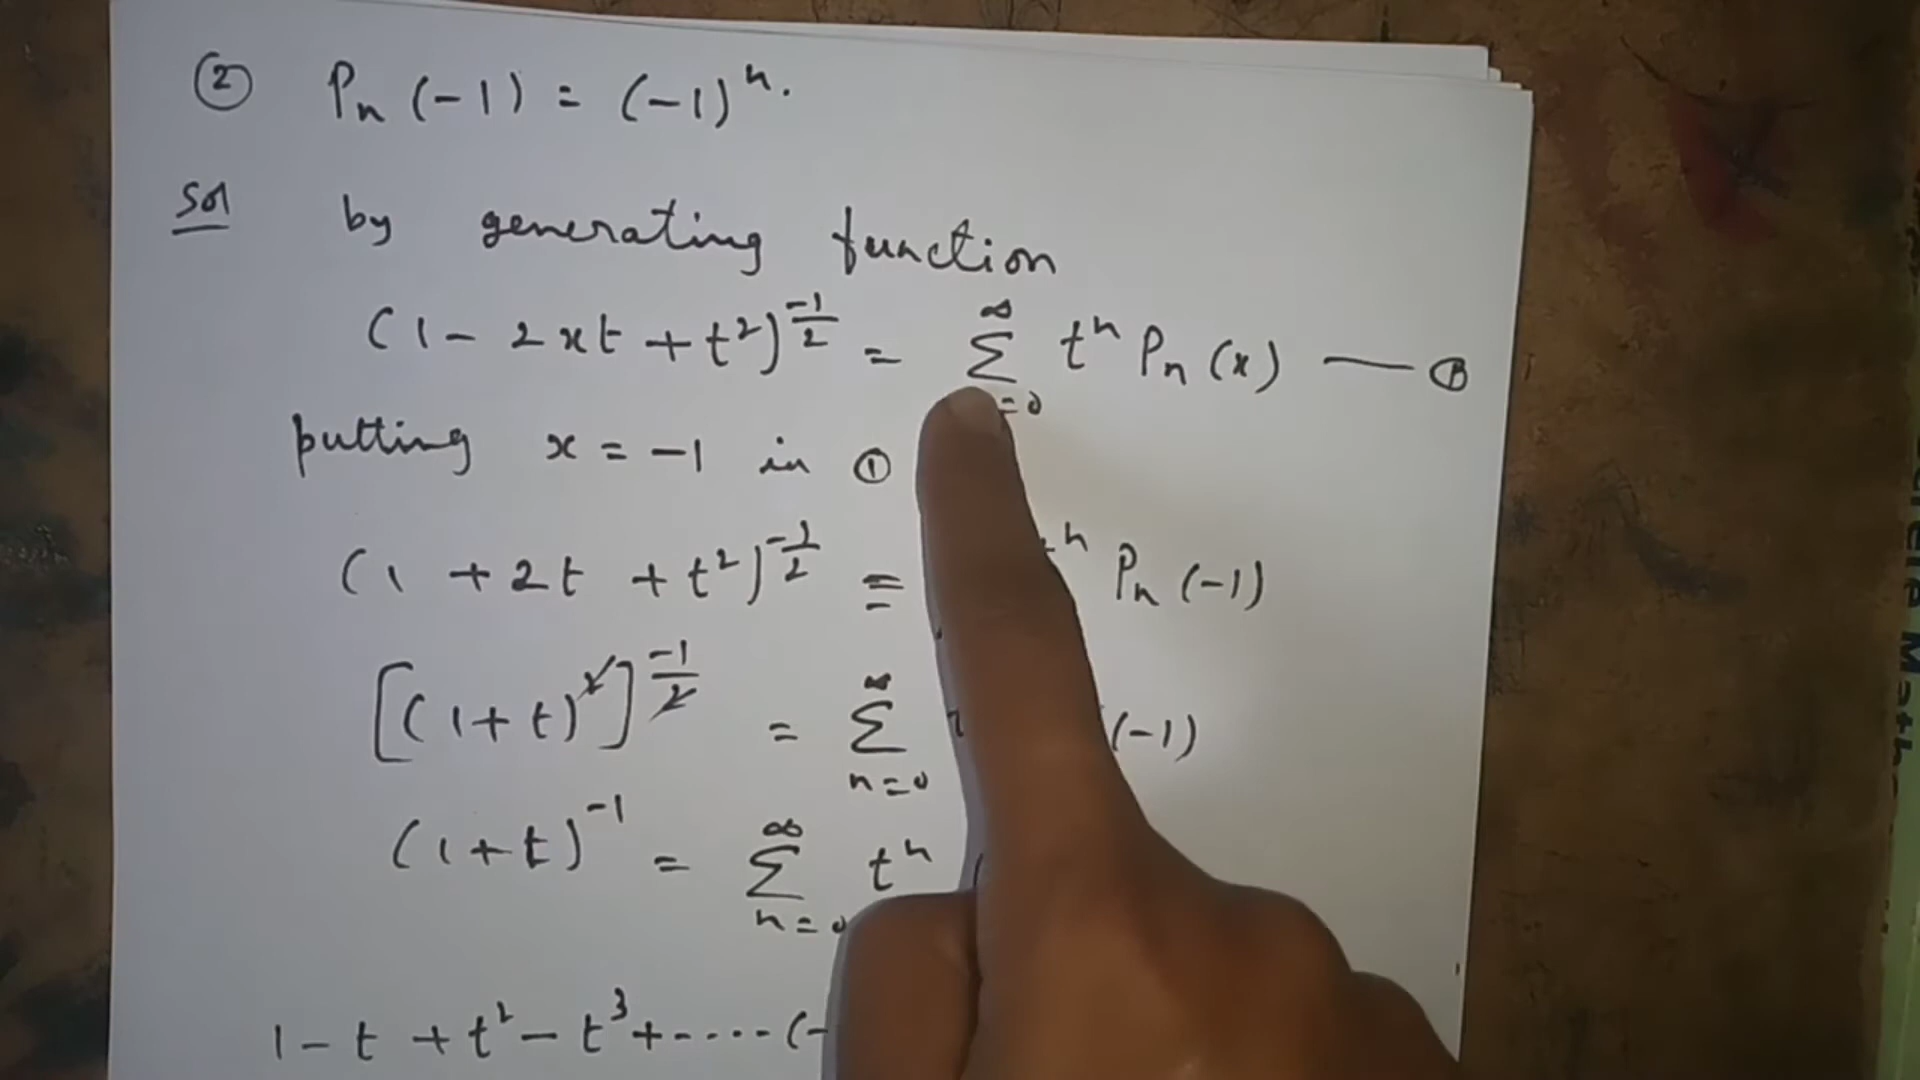 ② Pn (-1) = (-1)^n.
Sol by generating function
(1 - 2xt + t²)^(-1/2) = ∞ Σ =0 t^n Pn (x) — ①
putting x = -1 in ①
(1 + 2t + t²)^(-1/2) = t^n Pn (-1)
[(1+t)²]^(-1/2) = ∞ Σ n=0 (-1)
(1+t)^-1 = ∞ Σ n=0 t^n
1 - t + t² - t³ + ---- (-